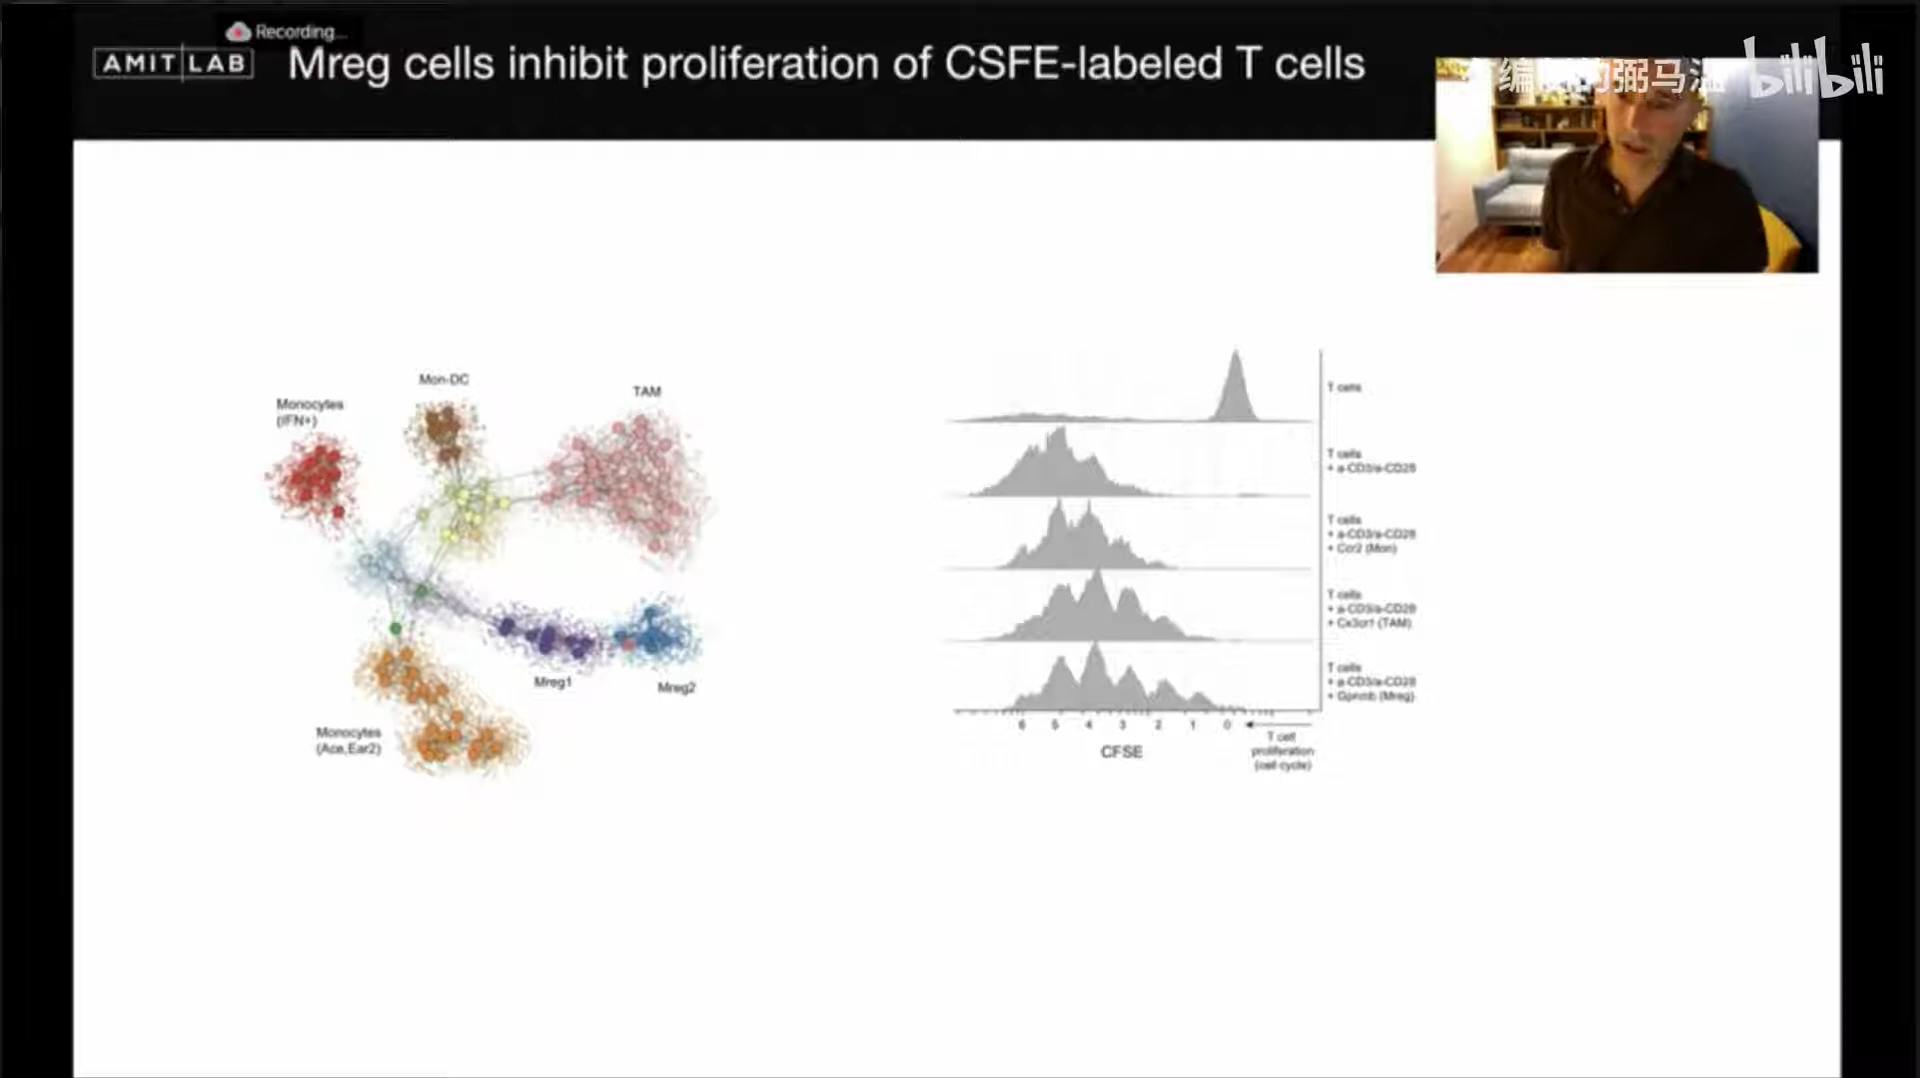 Recording...
AMIT LAB
Mreg cells inhibit proliferation of CSFE-labeled T cells
bilibili
Mon-DC
TAM
Monocytes
(IFN+)
Mreg1
Mreg2
Monocytes
(Ace,Ear2)
T cells
T cells
+ a-CD3/a-CD28
T cells
+ a-CD3/a-CD28
+ Ccr2 (Mon)
T cells
+ a-CD3/a-CD28
+ Cx3cr1 (TAM)
T cells
+ a-CD3/a-CD28
+ Gpnmb (Mreg)
6 5 4 3 2 1 0
CFSE
T cell
proliferation
(cell cycle)